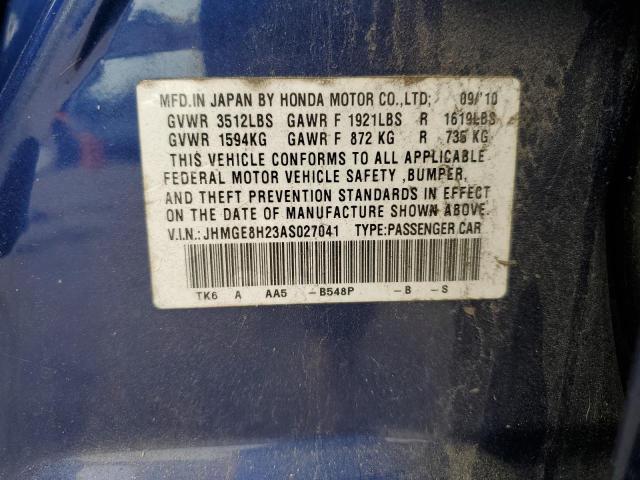 MFD.IN JAPAN BY HONDA MOTOR CO.,LTD; 09/'10
GVWR 3512LBS GAWR F 1921LBS R 1619LBS
GVWR 1594KG GAWR F 872 KG R 735 KG
THIS VEHICLE CONFORMS TO ALL APPLICABLE
FEDERAL MOTOR VEHICLE SAFETY ,BUMPER,
AND THEFT PREVENTION STANDARDS IN EFFECT
ON THE DATE OF MANUFACTURE SHOWN ABOVE.
V.I.N.: JHMGE8H23AS027041 TYPE:PASSENGER CAR
TK6 A AA5 -B548P -B -S